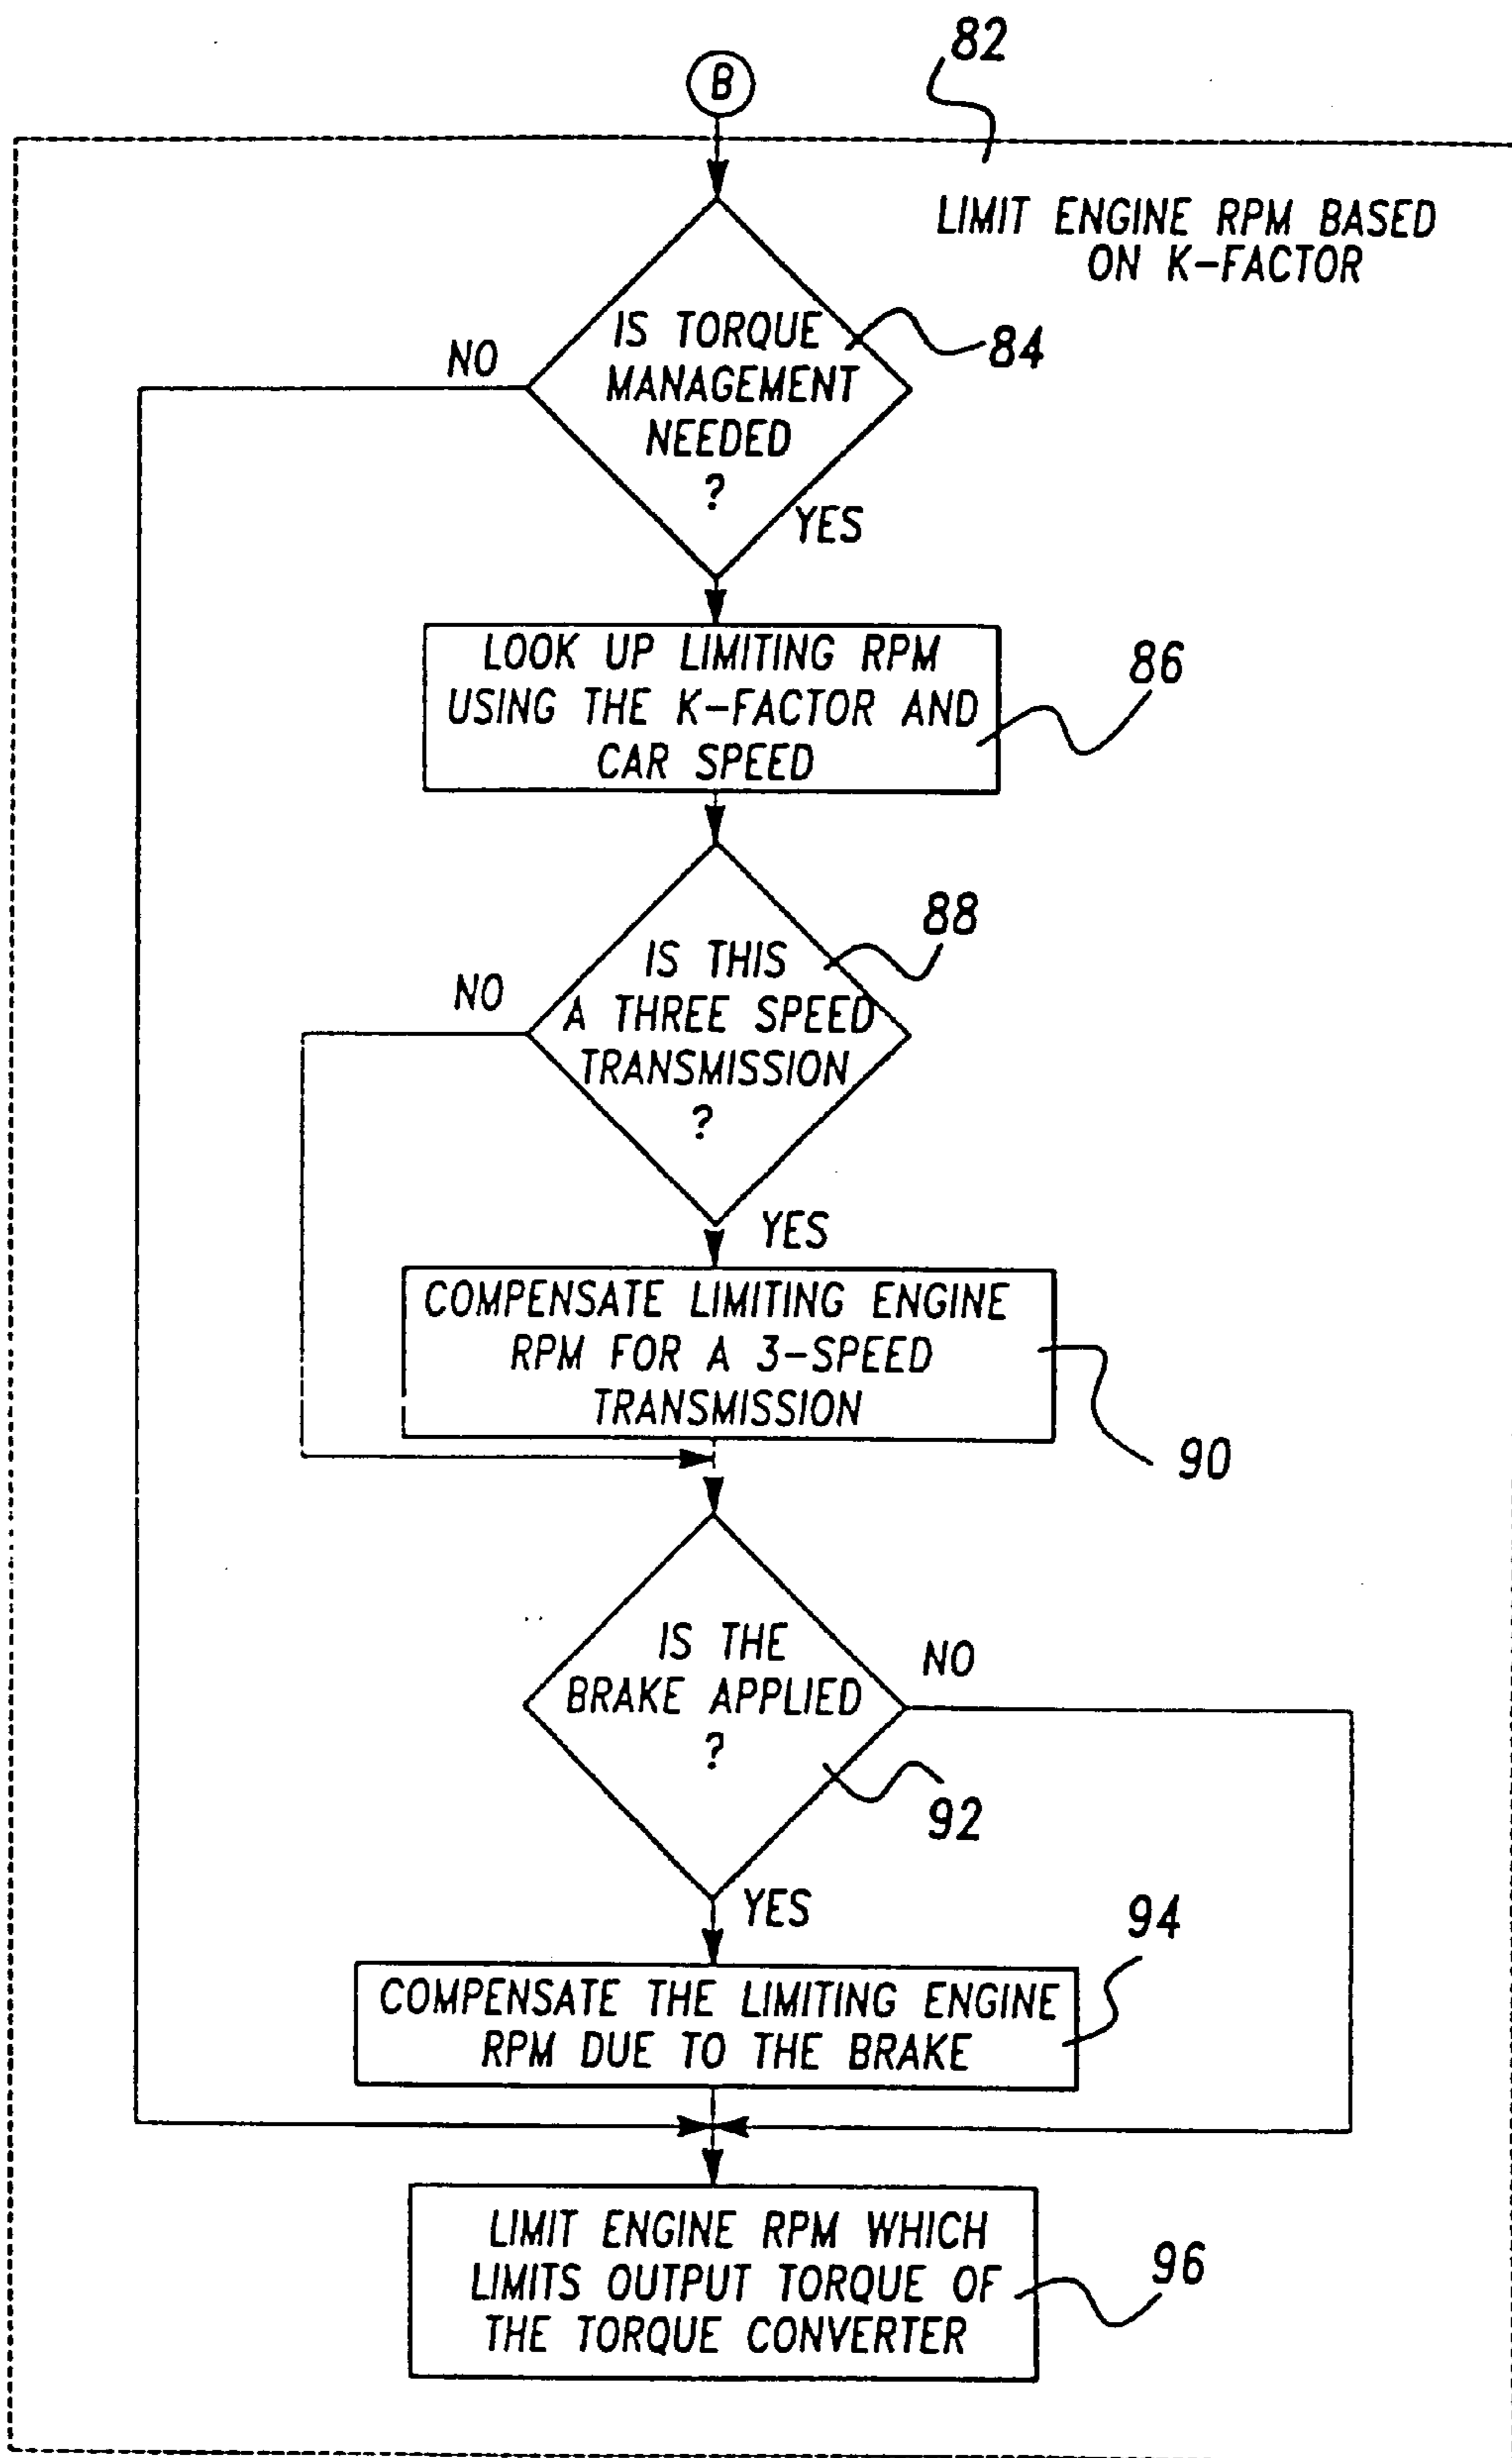 B
82
LIMIT ENGINE RPM BASED
ON K-FACTOR
IS TORQUE
MANAGEMENT
NEEDED
?
84
NO
YES
LOOK UP LIMITING RPM
USING THE K-FACTOR AND
CAR SPEED
86
IS THIS
A THREE SPEED
TRANSMISSION
?
88
NO
YES
COMPENSATE LIMITING ENGINE
RPM FOR A 3-SPEED
TRANSMISSION
90
IS THE
BRAKE APPLIED
?
NO
92
YES
COMPENSATE THE LIMITING ENGINE
RPM DUE TO THE BRAKE
94
LIMIT ENGINE RPM WHICH
LIMITS OUTPUT TORQUE OF
THE TORQUE CONVERTER
96